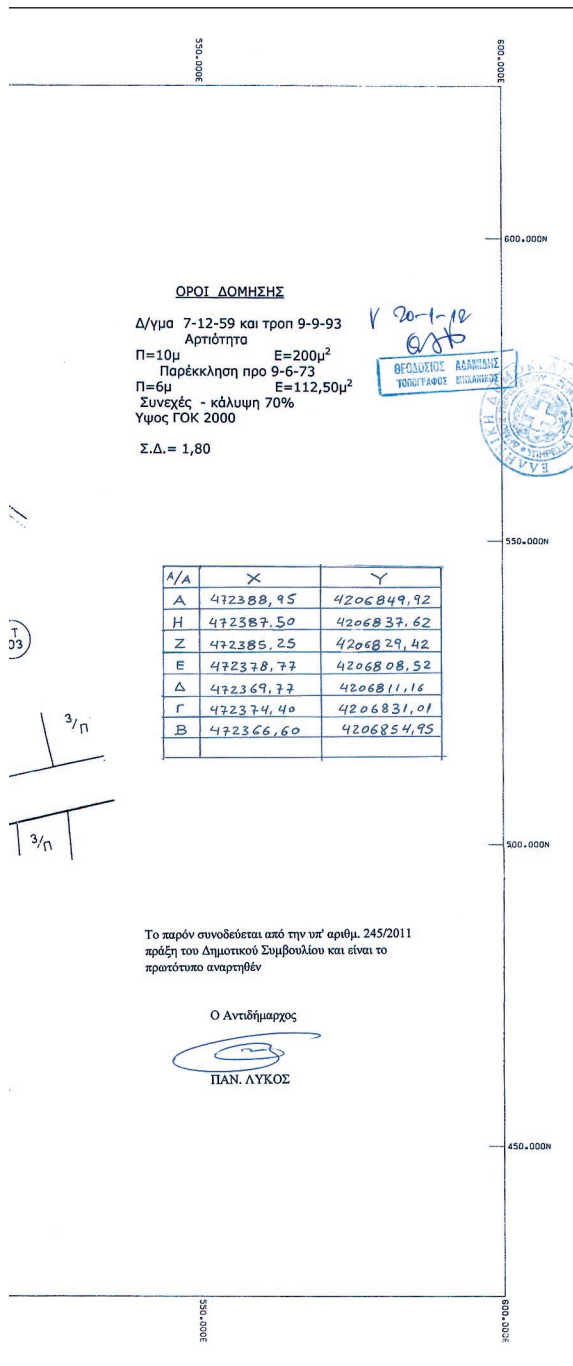 550.000E
600.000E
600.000N
ΟΡΟΙ ΔΟΜΗΣΗΣ
Δ/γμα 7-12-59 και τροπ 9-9-93
Αρτιότητα
Π=10μ Ε=200μ²
Παρέκκληση προ 9-6-73
Π=6μ Ε=112,50μ²
Συνεχές - κάλυψη 70%
Υψος ΓΟΚ 2000
Σ.Δ.= 1,80
20-1-12
ΘΕΟΔΟΣΙΟΣ ΑΔΑΜΙΔΗΣ
ΤΟΠΟΓΡΑΦΟΣ ΜΗΧΑΝΙΚΟΣ
550.000N
Α/Α Χ Υ
Α 472388,95 4206849,92
Η 472387.50 4206837.62
Ζ 472385,25 4206829,42
Ε 472378,77 4206808,52
Δ 472369,77 4206811,16
Γ 472374,40 4206831,01
Β 472366,60 4206854,95
Τ
03
3/Π
3/Π
500.000N
Το παρόν συνοδεύεται από την υπ' αριθμ. 245/2011
πράξη του Δημοτικού Συμβουλίου και είναι το
πρωτότυπο αναρτηθέν
Ο Αντιδήμαρχος
ΠΑΝ. ΛΥΚΟΣ
450.000N
550.000E
600.000E